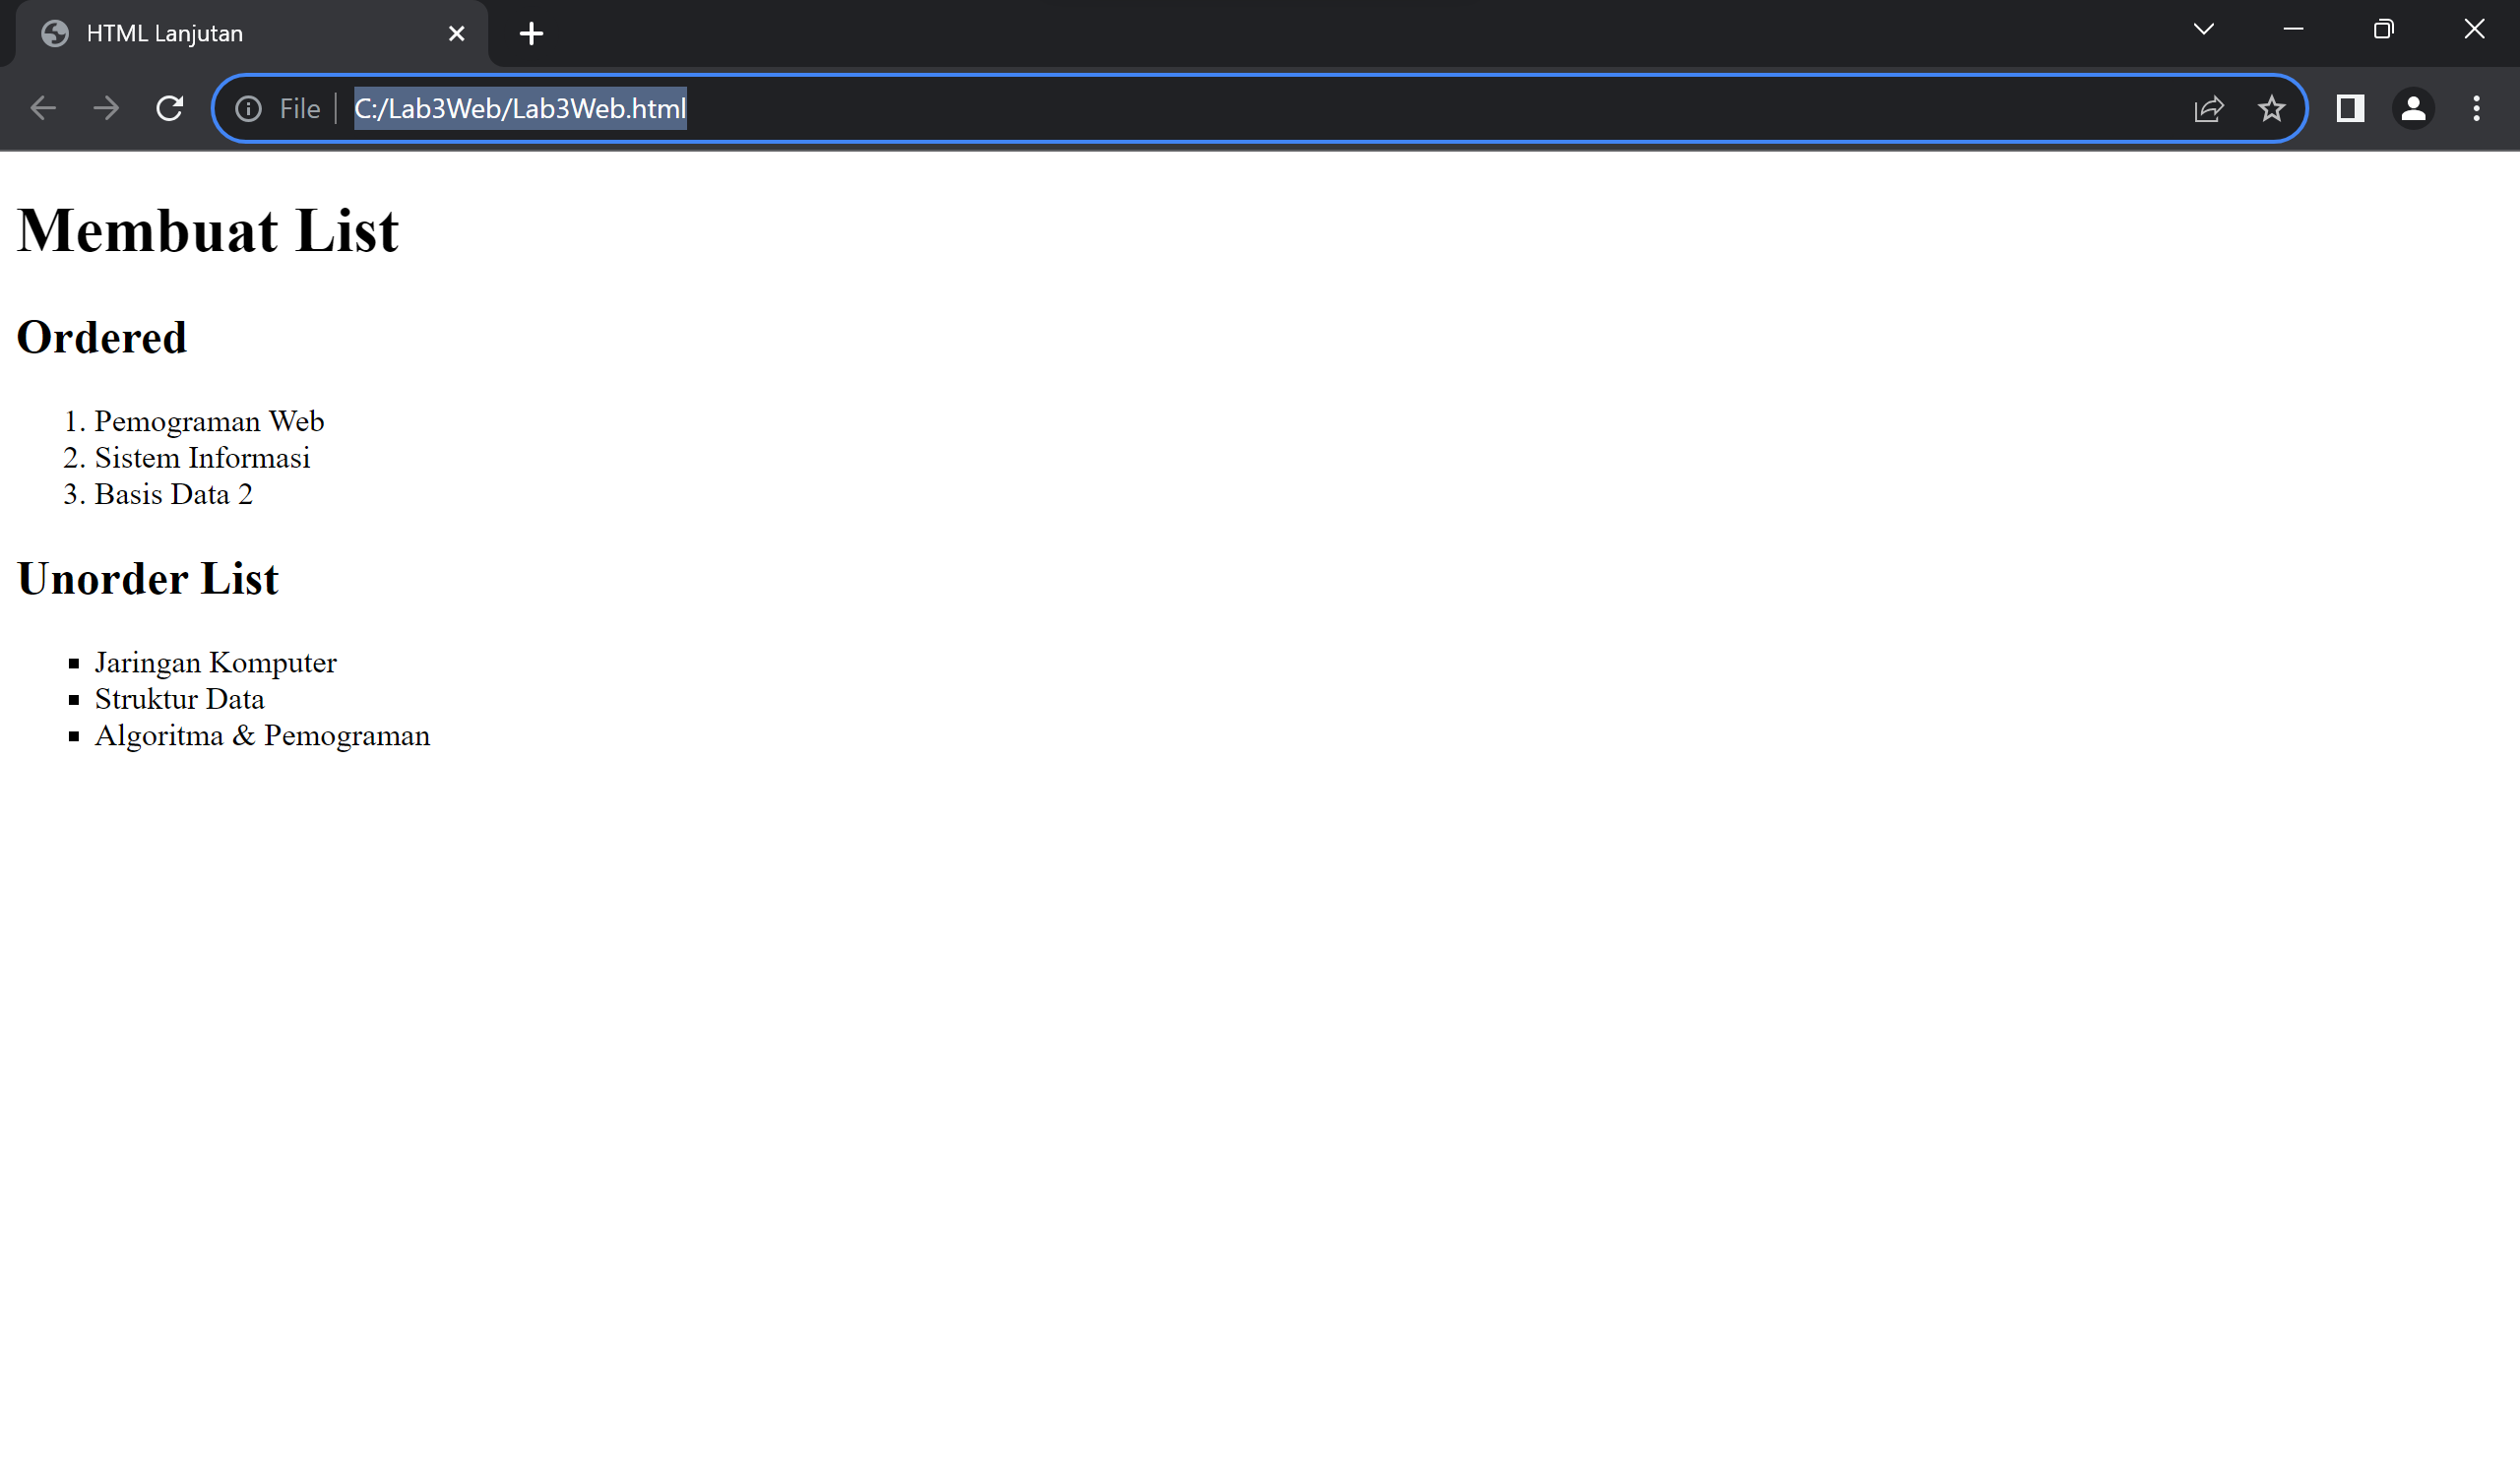 HTML Lanjutan
File
C:/Lab3Web/Lab3Web.html
Membuat List
Ordered
1. Pemograman Web
2. Sistem Informasi
3. Basis Data 2
Unorder List
▪ Jaringan Komputer
▪ Struktur Data
▪ Algoritma & Pemograman